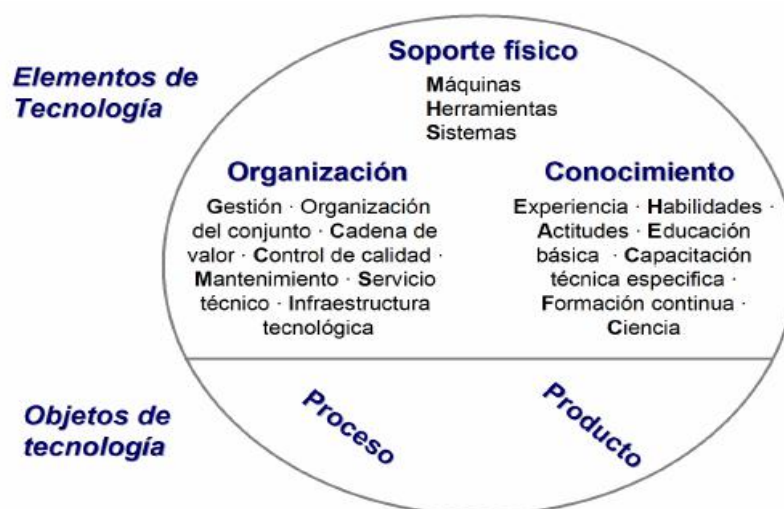 Elementos de
Tecnología
Soporte físico
Máquinas
Herramientas
Sistemas
Organización
Gestión · Organización
del conjunto · Cadena de
valor · Control de calidad ·
Mantenimiento · Servicio
técnico · Infraestructura
tecnológica
Conocimiento
Experiencia · Habilidades ·
Actitudes · Educación
básica · Capacitación
técnica especifica ·
Formación continua ·
Ciencia
Objetos de
tecnología
Proceso
Producto